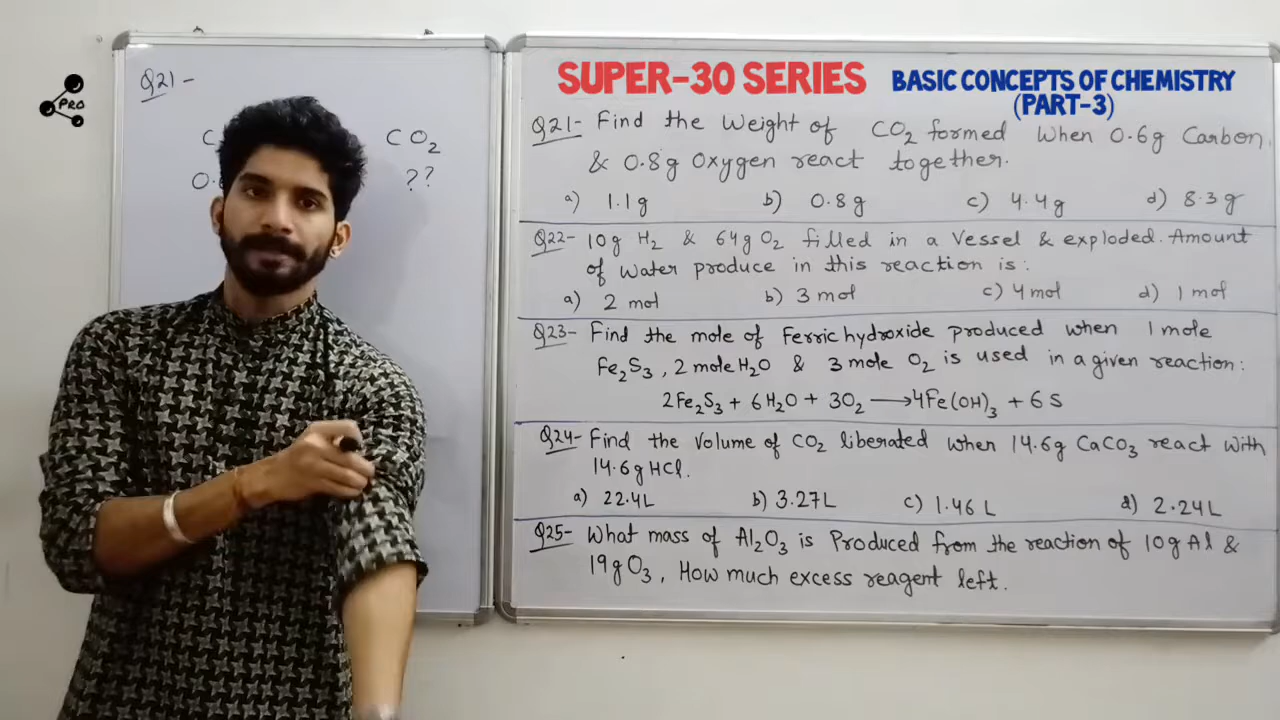 PRO
Q21-
C
CO2
0.
??
SUPER-30 SERIES
BASIC CONCEPTS OF CHEMISTRY
(PART-3)
Q21- Find the Weight of CO2 formed When 0.6g Carbon,
& 0.8g Oxygen react together.
a) 1.1g b) 0.8g c) 4.4g d) 8.3g
Q22- 10g H2 & 64g O2 filled in a Vessel & exploded. Amount
of Water produce in this reaction is:
a) 2 mol b) 3 mol c) 4 mol d) 1 mol
Q23- Find the mole of Ferric hydroxide produced when 1 mole
Fe2S3, 2 mole H2O & 3 mole O2 is used in a given reaction:
2Fe2S3 + 6H2O + 3O2 ⟶ 4Fe(OH)3 + 6S
Q24- Find the Volume of CO2 liberated when 14.6g CaCO3 react with
14.6g HCl.
a) 22.4L b) 3.27L c) 1.46 L d) 2.24L
Q25- What mass of Al2O3 is Produced from the reaction of 10g Al &
19g O3, How much excess reagent left.